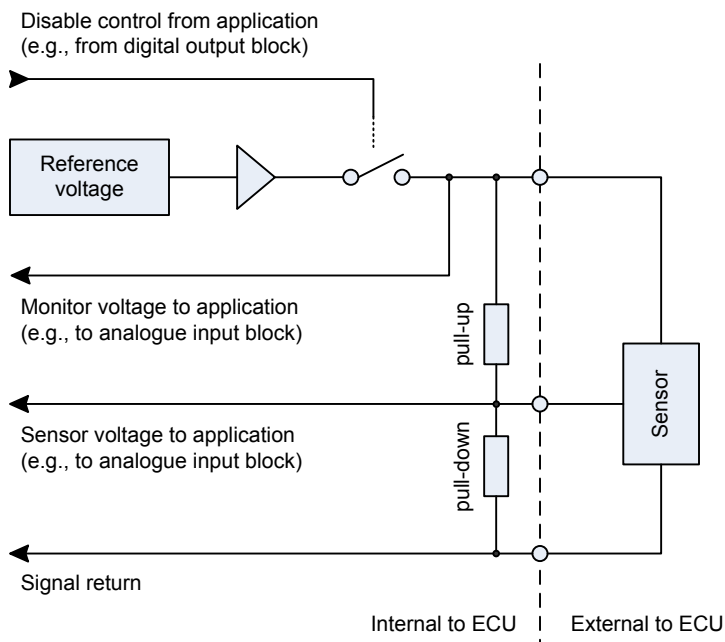 Disable control from application
(e.g., from digital output block)
Reference
voltage
Monitor voltage to application
(e.g., to analogue input block)
pull-up
Sensor
Sensor voltage to application
(e.g., to analogue input block)
pull-down
Signal return
Internal to ECU
External to ECU